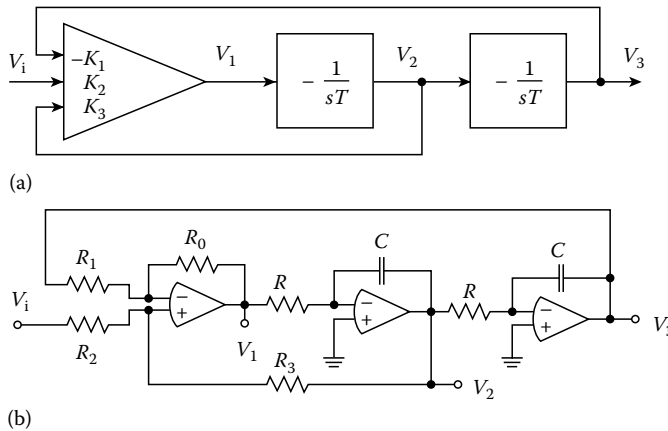 V₁ V₂ V₃
Vᵢ
−K₁
K₂
K₃
− 1/sT
− 1/sT
(a)
R₁ R₀ C C
R R
Vᵢ
− + − + − +
R₂ V₁ V₃
R₃ V₂
(b)